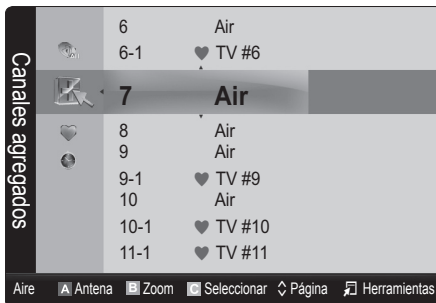 Canales agregados
6 Air
6-1 ♥ TV #6
7 Air
8 Air
9 Air
9-1 ♥ TV #9
10 Air
10-1 ♥ TV #10
11-1 ♥ TV #11
Aire A Antena B Zoom C Seleccionar Página Herramientas